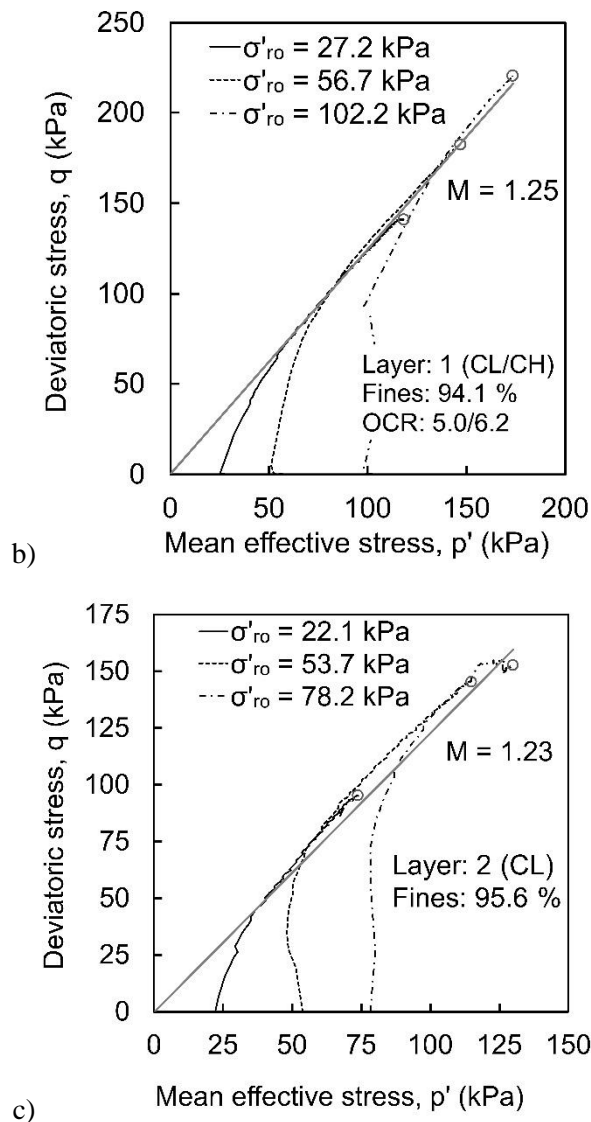 250
200
150
100
50
0
Deviatoric stress, q (kPa)
σ'ro = 27.2 kPa
σ'ro = 56.7 kPa
σ'ro = 102.2 kPa
M = 1.25
Layer: 1 (CL/CH)
Fines: 94.1 %
OCR: 5.0/6.2
0 50 100 150 200
Mean effective stress, p' (kPa)
b)
175
150
125
100
75
50
25
0
Deviatoric stress, q (kPa)
σ'ro = 22.1 kPa
σ'ro = 53.7 kPa
σ'ro = 78.2 kPa
M = 1.23
Layer: 2 (CL)
Fines: 95.6 %
0 25 50 75 100 125 150
Mean effective stress, p' (kPa)
c)